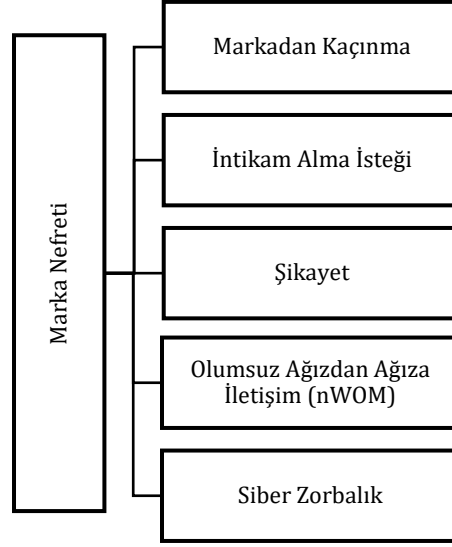 Marka Nefreti
Markadan Kaçınma
İntikam Alma İsteği
Şikayet
Olumsuz Ağızdan Ağıza
İletişim (nWOM)
Siber Zorbalık